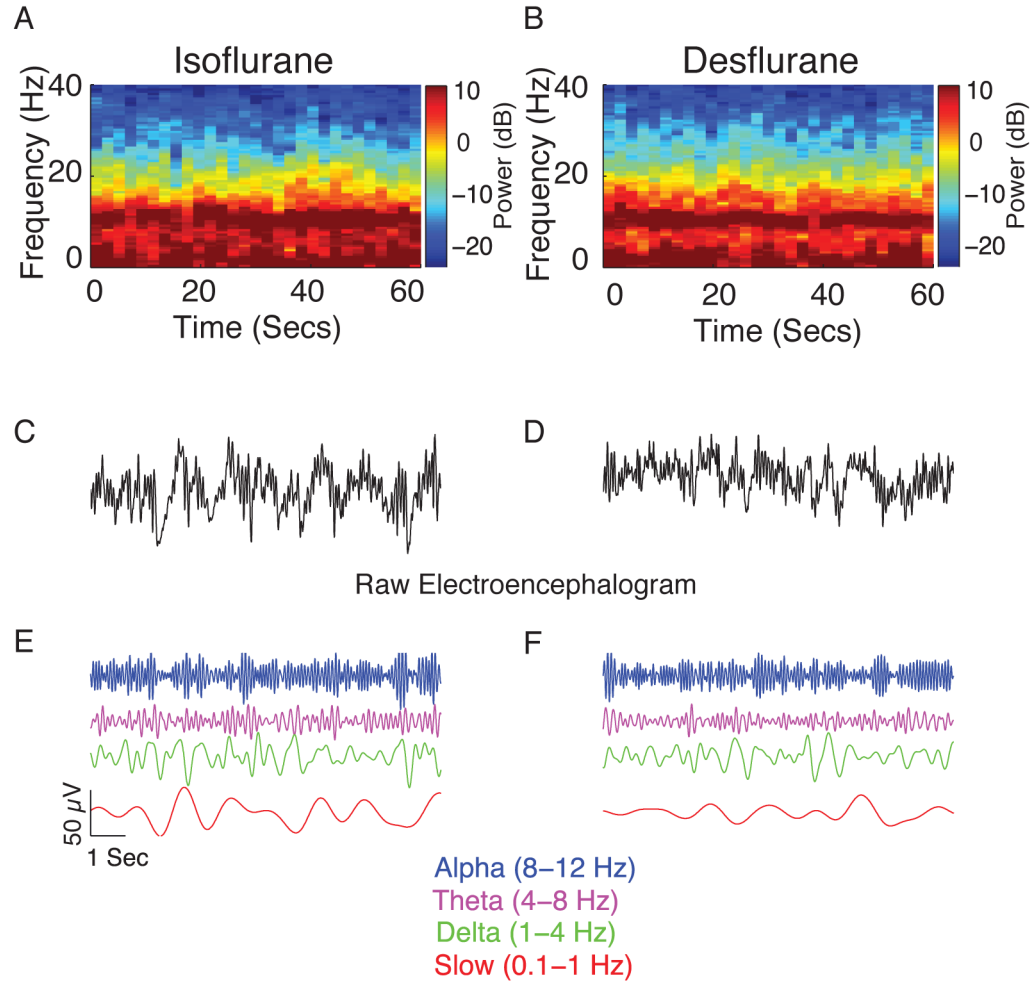 A
B
Isoflurane
Desflurane
40
20
0
Frequency (Hz)
10
0
−10
−20
Power (dB)
0
20
40
60
Time (Secs)
40
20
0
Frequency (Hz)
10
0
−10
−20
Power (dB)
0
20
40
60
Time (Secs)
C
D
Raw Electroencephalogram
E
F
50 µV
1 Sec
Alpha (8−12 Hz)
Theta (4−8 Hz)
Delta (1−4 Hz)
Slow (0.1−1 Hz)